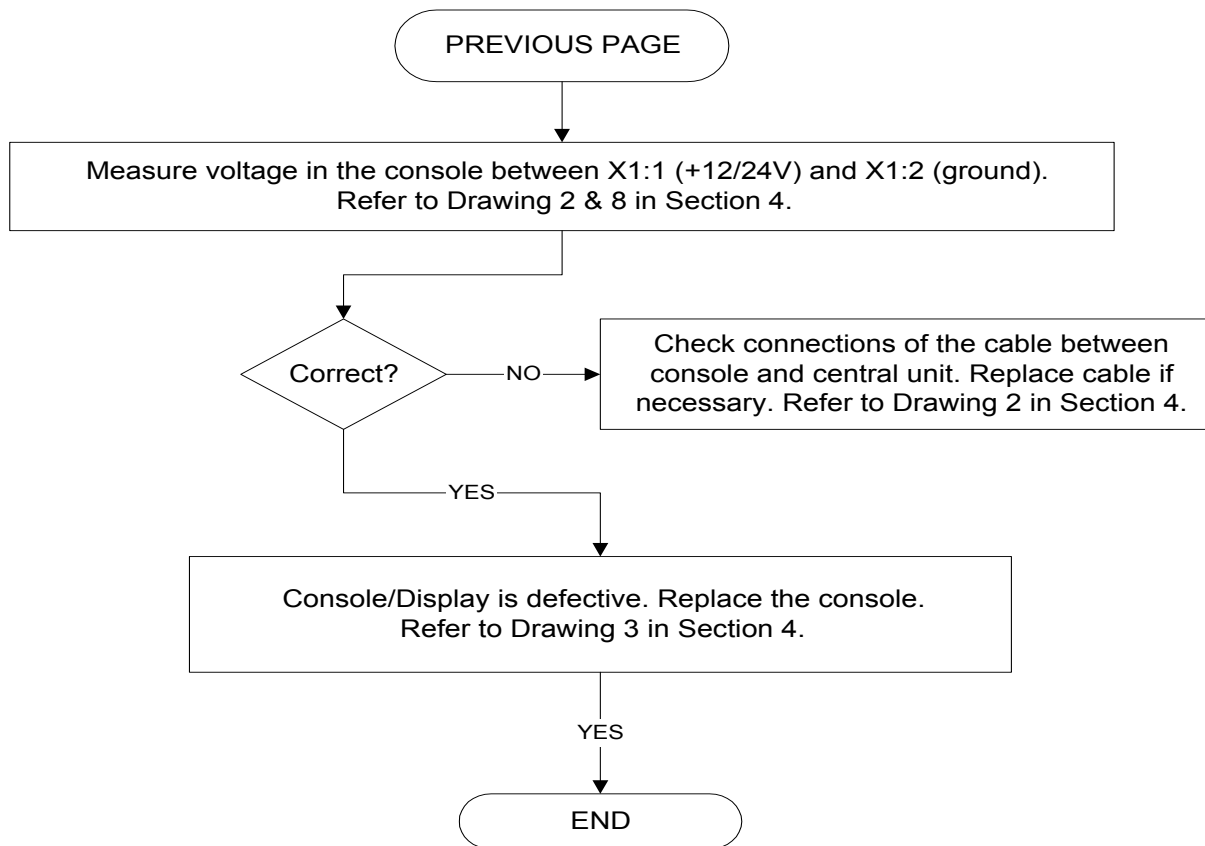 PREVIOUS PAGE
Measure voltage in the console between X1:1 (+12/24V) and X1:2 (ground).
Refer to Drawing 2 & 8 in Section 4.
Correct?
NO
Check connections of the cable between
console and central unit. Replace cable if
necessary. Refer to Drawing 2 in Section 4.
YES
Console/Display is defective. Replace the console.
Refer to Drawing 3 in Section 4.
YES
END